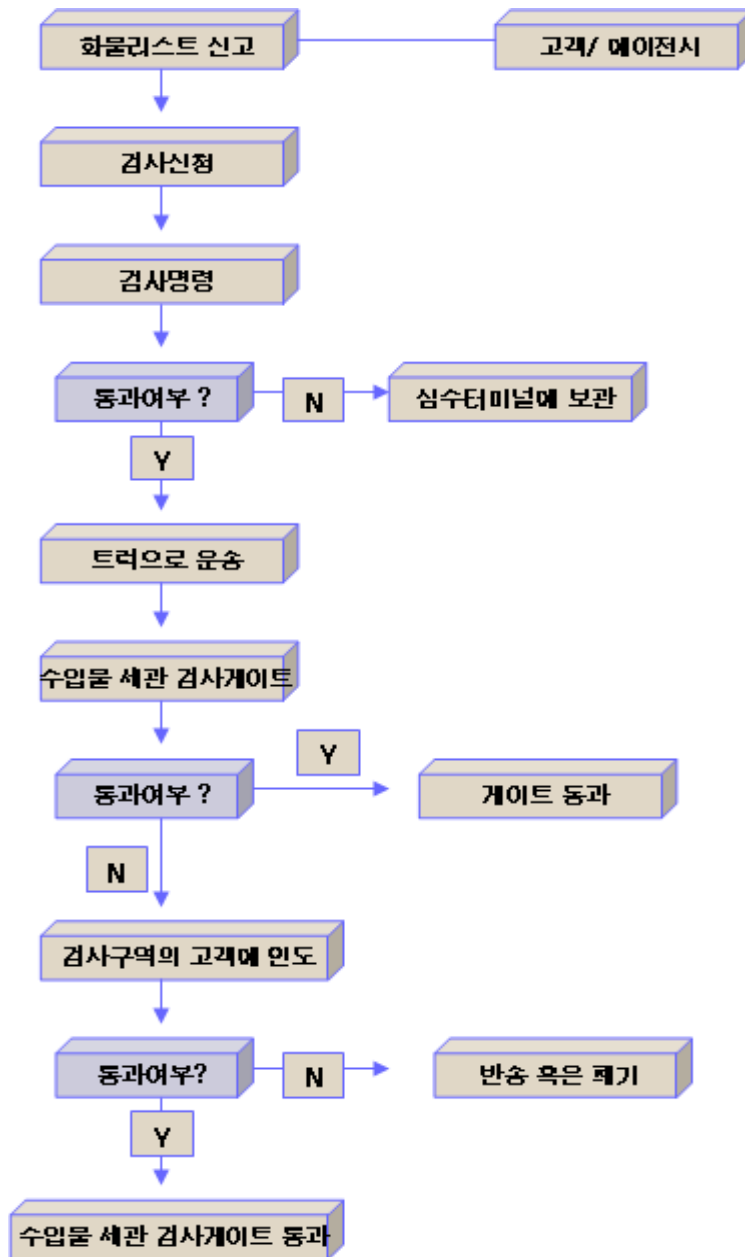 화물리스트 신고
고객/ 에이전시
검사신청
검사명령
통과여부 ?
N
심수터미널에 보관
Y
트럭으로 운송
수입물 세관 검사게이트
Y
통과여부 ?
게이트 통과
N
검사구역의 고객에 인도
통과여부?
N
반송 혹은 폐기
Y
수입물 세관 검사게이트 통과